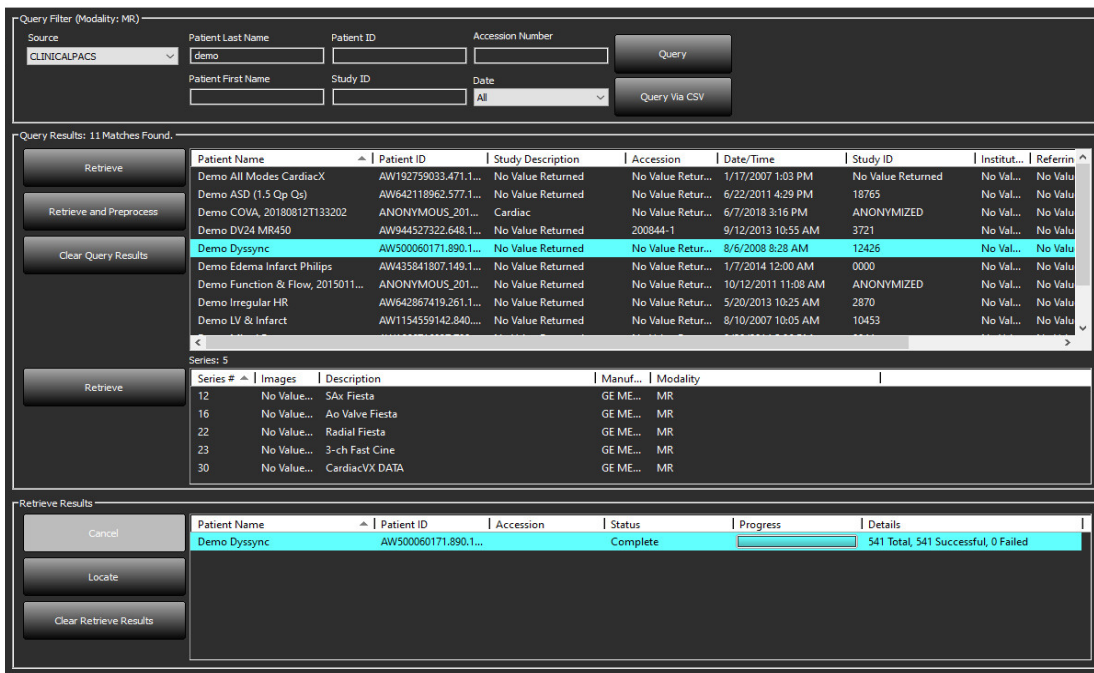 Query Filter (Modality: MR)
Source Patient Last Name Patient ID Accession Number
CLINICALPACS demo Query
Patient First Name Study ID Date
All Query Via CSV
Query Results: 11 Matches Found.
Retrieve
Retrieve and Preprocess
Clear Query Results
Patient Name Patient ID Study Description Accession Date/Time Study ID Institut... Referrin
Demo All Modes CardiacX AW192759033.471.1... No Value Returned No Value Retur... 1/17/2007 1:03 PM No Value Returned No Val... No Valu
Demo ASD (1.5 Qp Qs) AW642118962.577.1... No Value Returned No Value Retur... 6/22/2011 4:29 PM 18765 No Val... No Valu
Demo COVA, 20180812T133202 ANONYMOUS_201... Cardiac No Value Retur... 6/7/2018 3:16 PM ANONYMIZED No Val... No Valu
Demo DV24 MR450 AW944527322.648.1... No Value Returned 200844-1 9/12/2013 10:55 AM 3721 No Val... No Valu
Demo Dyssync AW500060171.890.1... No Value Returned No Value Retur... 8/6/2008 8:28 AM 12426 No Val... No Valu
Demo Edema Infarct Philips AW435841807.149.1... No Value Returned No Value Retur... 1/7/2014 12:00 AM 0000 No Val... No Valu
Demo Function & Flow, 2015011... ANONYMOUS_201... No Value Returned No Value Retur... 10/12/2011 11:08 AM ANONYMIZED No Val... No Valu
Demo Irregular HR AW642867419.261.1... No Value Returned No Value Retur... 5/20/2013 10:25 AM 2870 No Val... No Valu
Demo LV & Infarct AW1154559142.840.... No Value Returned No Value Retur... 8/10/2007 10:05 AM 10453 No Val... No Valu
Series: 5
Retrieve
Series # Images Description Manuf... Modality
12 No Value... SAx Fiesta GE ME... MR
16 No Value... Ao Valve Fiesta GE ME... MR
22 No Value... Radial Fiesta GE ME... MR
23 No Value... 3-ch Fast Cine GE ME... MR
30 No Value... CardiacVX DATA GE ME... MR
Retrieve Results
Cancel
Locate
Clear Retrieve Results
Patient Name Patient ID Accession Status Progress Details
Demo Dyssync AW500060171.890.1... Complete 541 Total, 541 Successful, 0 Failed